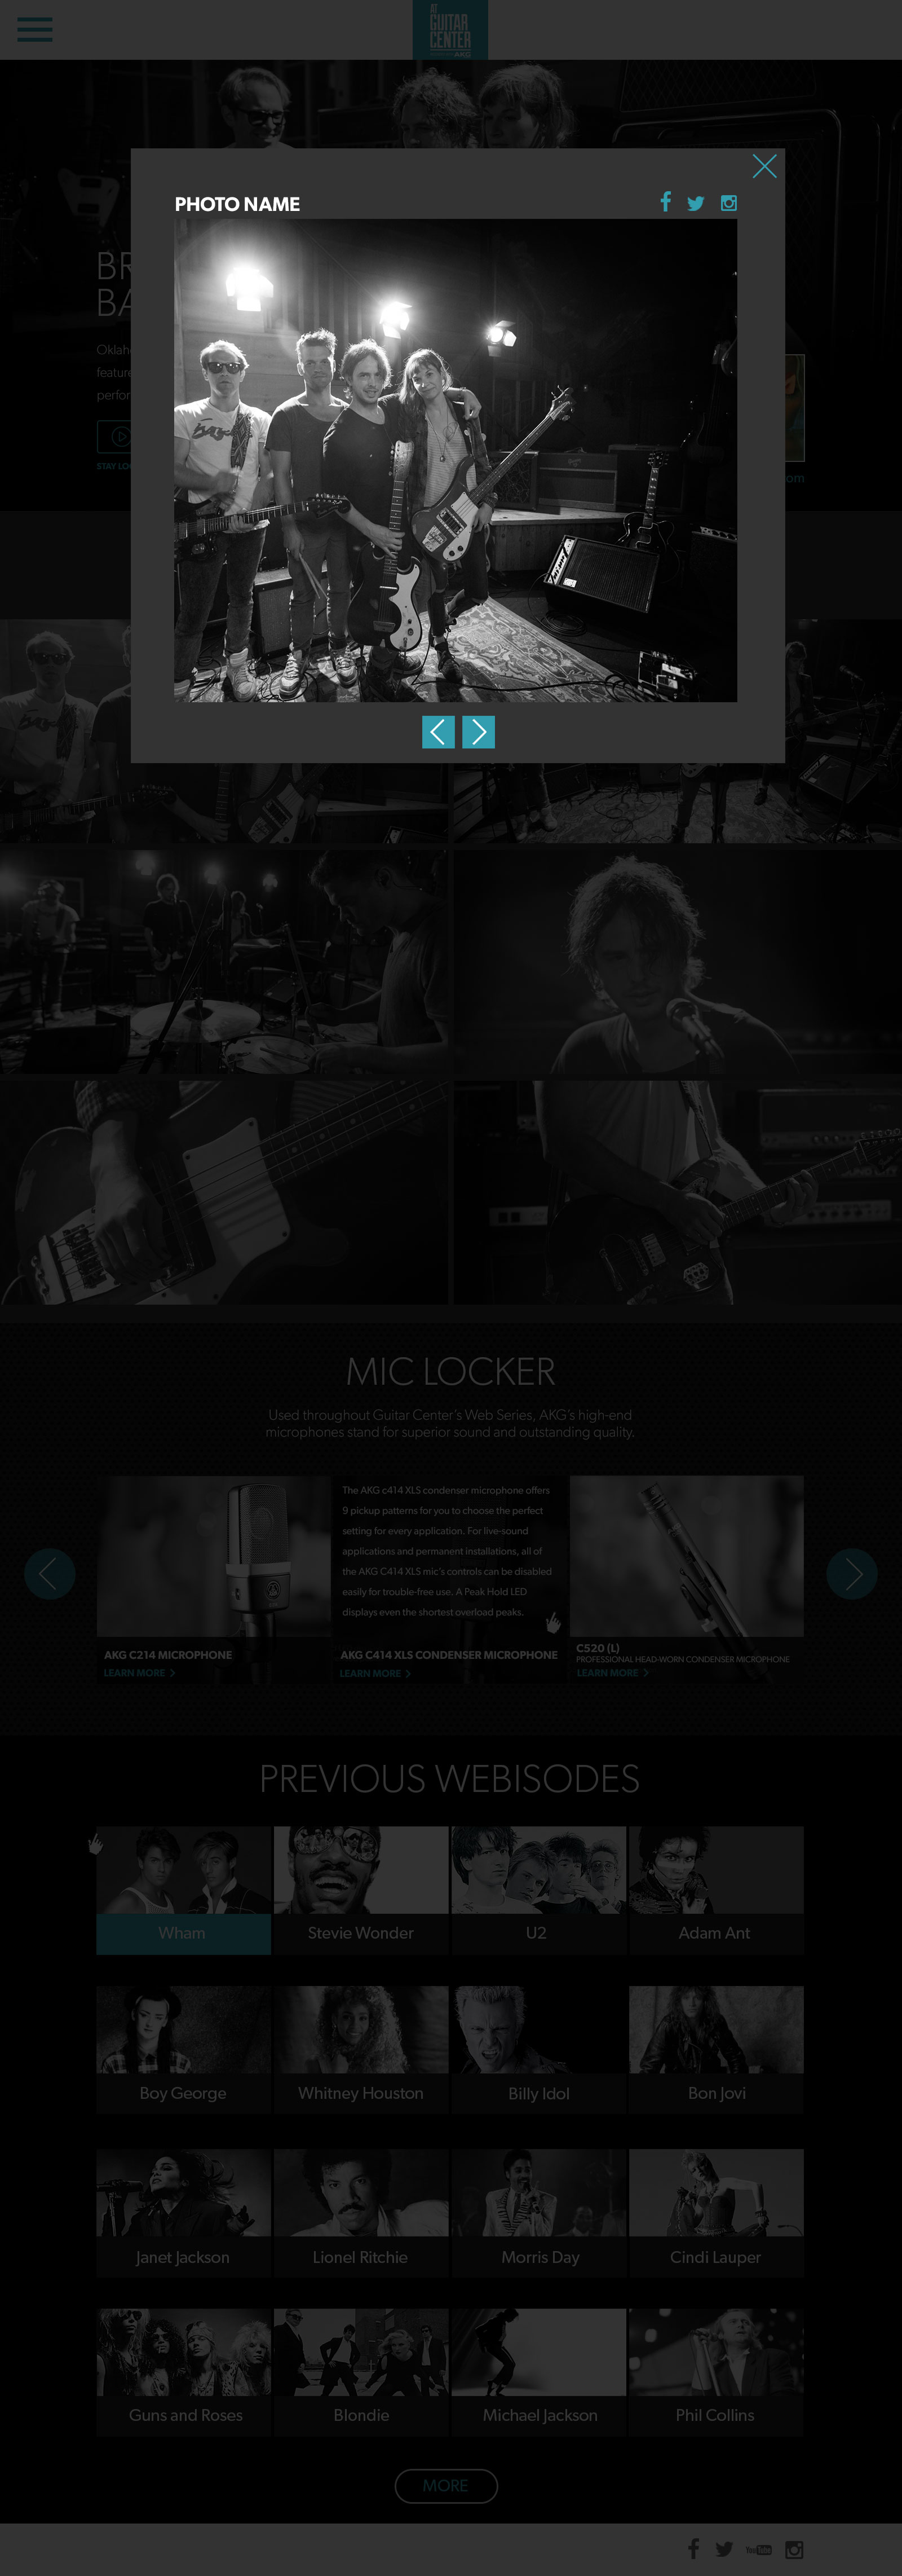 AT
GUITAR
CENTER
AKG
PHOTO NAME
BR
BA
Oklah
feature
perfor
STAY LO
om
MIC LOCKER
Used throughout Guitar Center's Web Series, AKG's high-end
microphones stand for superior sound and outstanding quality.
The AKG c414 XLS condenser microphone offers
9 pickup patterns for you to choose the perfect
setting for every application. For live-sound
applications and permanent installations, all of
the AKG C414 XLS mic's controls can be disabled
easily for trouble-free use. A Peak Hold LED
displays even the shortest overload peaks.
AKG C214 MICROPHONE
LEARN MORE
AKG C414 XLS CONDENSER MICROPHONE
LEARN MORE
C520 (L)
PROFESSIONAL HEAD-WORN CONDENSER MICROPHONE
LEARN MORE
PREVIOUS WEBISODES
Wham
Stevie Wonder
U2
Adam Ant
Boy George
Whitney Houston
Billy Idol
Bon Jovi
Janet Jackson
Lionel Ritchie
Morris Day
Cindi Lauper
Guns and Roses
Blondie
Michael Jackson
Phil Collins
MORE
YouTube